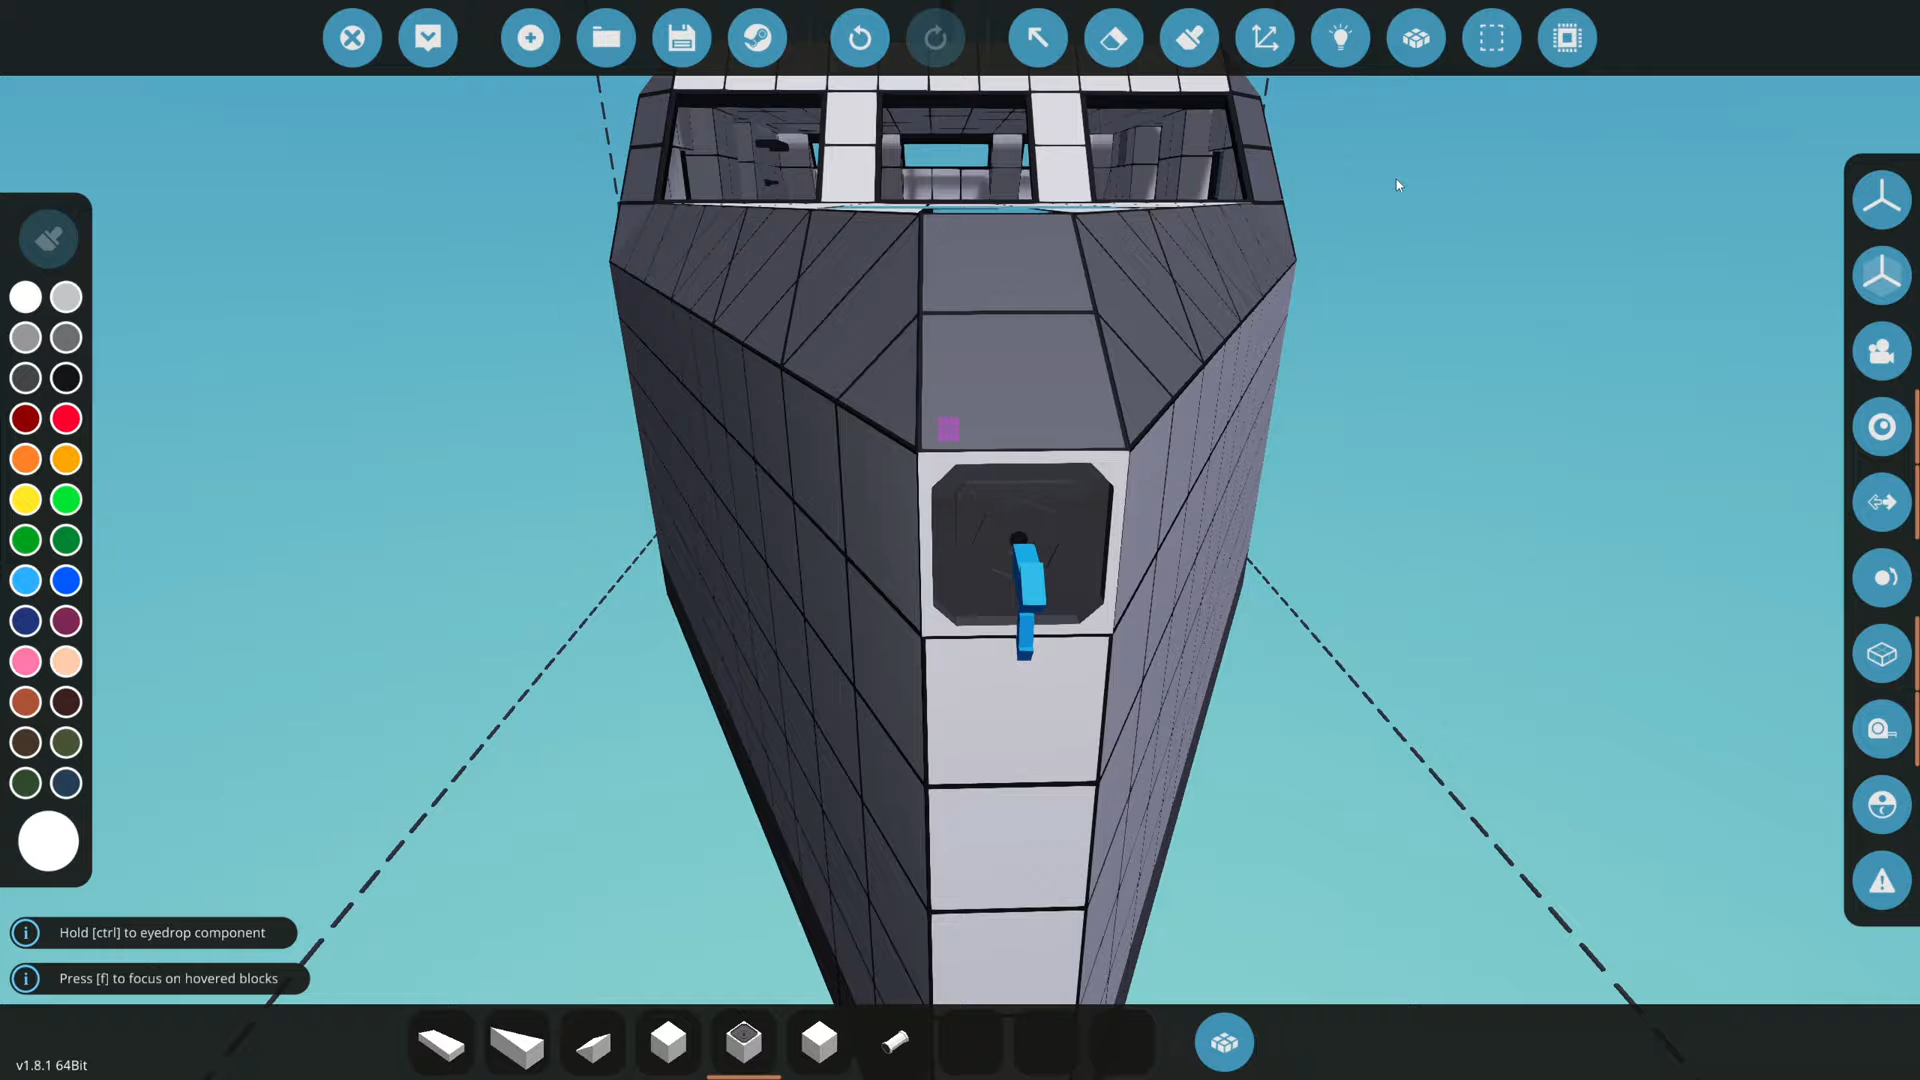 Hold [ctrl] to eyedrop component
Press [f] to focus on hovered blocks
v1.8.1 64Bit